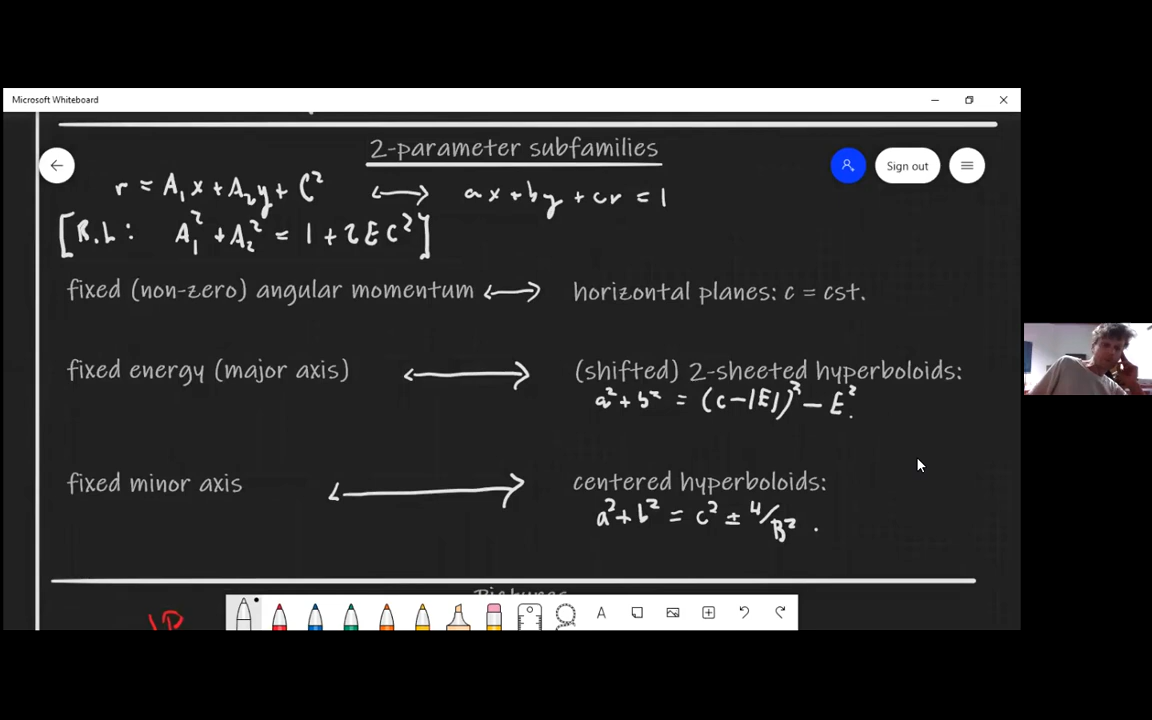 Microsoft Whiteboard
2-parameter subfamilies
Sign out
r = A₁x + A₂y + C² ⟷ ax + by + cr = 1
[R.L: A₁² + A₂² = 1 + 2EC²]
fixed (non-zero) angular momentum ⟷ horizontal planes: c = cst.
fixed energy (major axis) ⟷ (shifted) 2-sheeted hyperboloids:
a² + b² = (c - |E|)² - E².
fixed minor axis ⟷ centered hyperboloids:
a² + b² = c² ± 4/B².
A